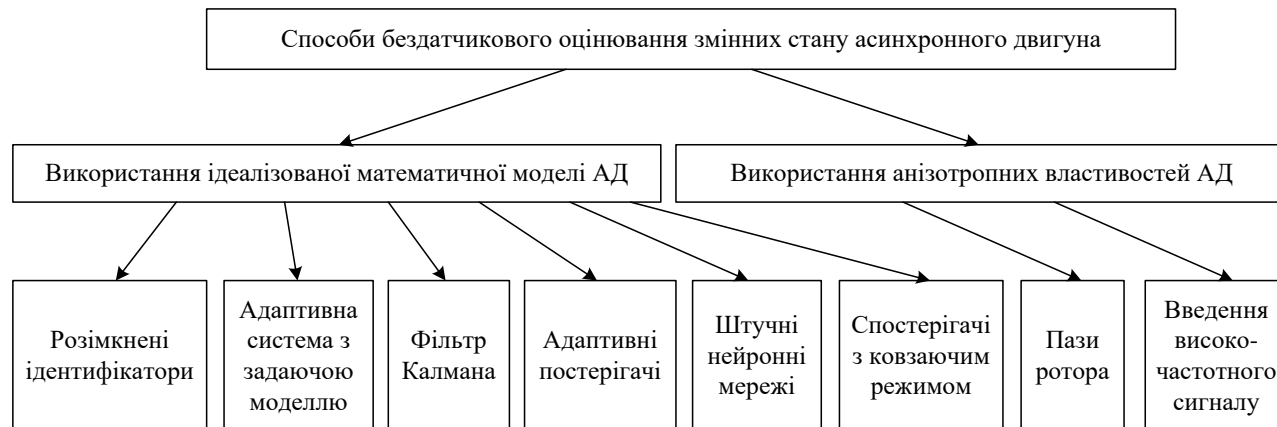 Способи бездатчикового оцінювання змінних стану асинхронного двигуна
Використання ідеалізованої математичної моделі АД
Використання анізотропних властивостей АД
Розімкнені
ідентифікатори
Адаптивна
система з
задаючою
моделлю
Фільтр
Калмана
Адаптивні
постерігачі
Штучні
нейронні
мережі
Спостерігачі
з ковзаючим
режимом
Пази
ротора
Введення
високо-
частотного
сигналу